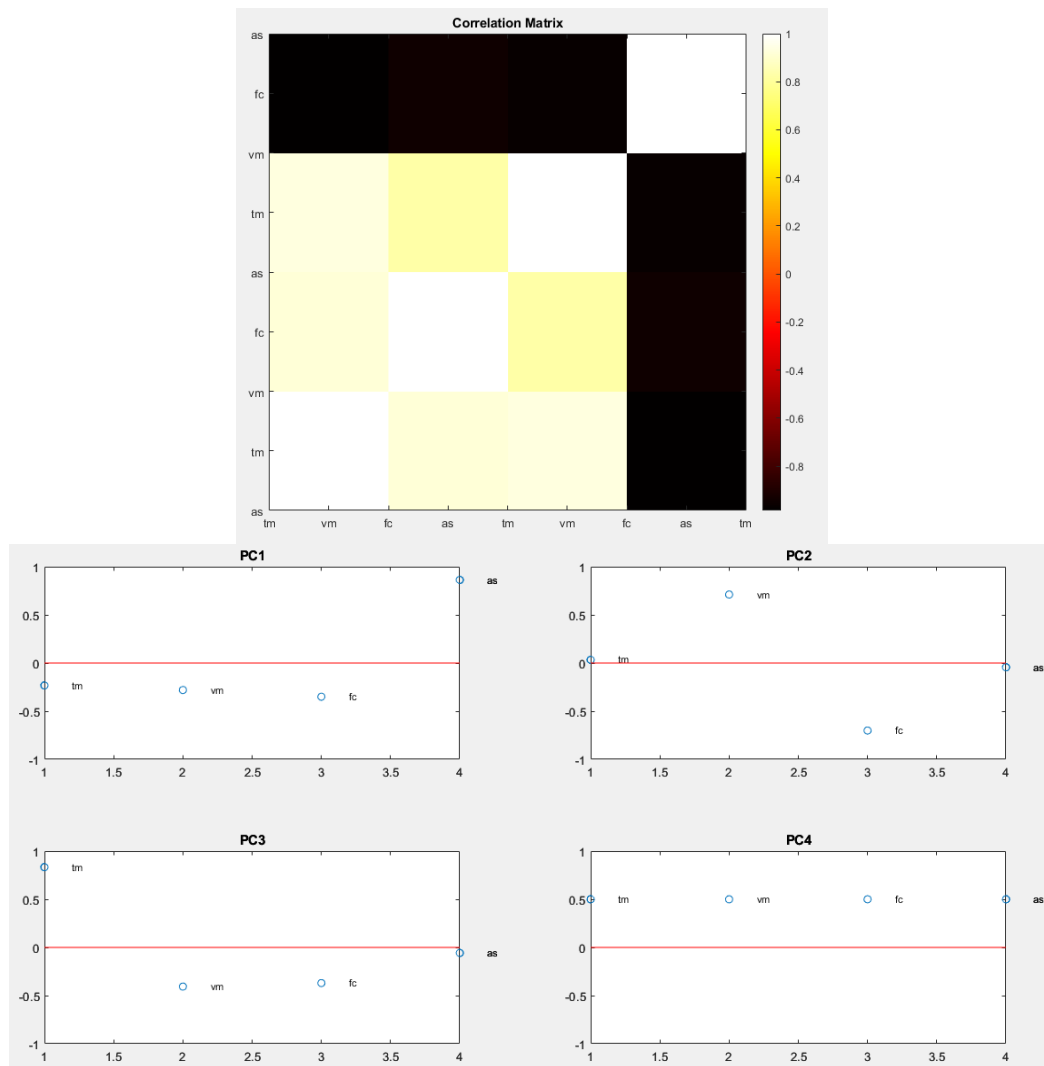 Correlation Matrix
as
fc
vm
tm
as
fc
vm
tm
as
tm vm fc as tm vm fc as tm
1
0.8
0.6
0.4
0.2
0
-0.2
-0.4
-0.6
-0.8
PC1
1
0.5
0
-0.5
-1
as
tm
vm
fc
1 1.5 2 2.5 3 3.5 4
PC2
1
0.5
0
-0.5
-1
vm
tm
as
fc
1 1.5 2 2.5 3 3.5 4
PC3
1
0.5
0
-0.5
-1
tm
as
vm
fc
1 1.5 2 2.5 3 3.5 4
PC4
1
0.5
0
-0.5
-1
tm vm fc as
1 1.5 2 2.5 3 3.5 4